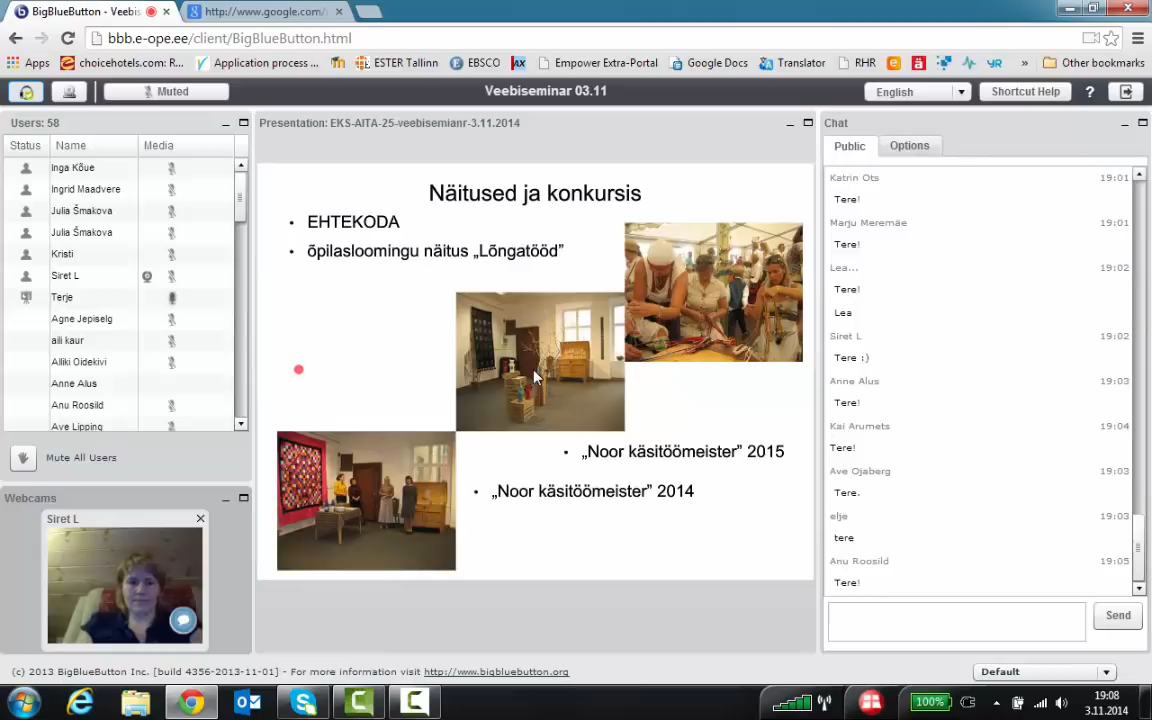 BigBlueButton - Veebis
http://www.google.com/
bbb.e-ope.ee/client/BigBlueButton.html
Apps
choicehotels.com: R...
Application process ...
ESTER Tallinn
EBSCO
Empower Extra-Portal
Google Docs
Translator
RHR
Other bookmarks
Muted
Veebiseminar 03.11
English
Shortcut Help
?
Users: 58
Status Name Media
Inga Kõue
Ingrid Maadvere
Julia Šmakova
Julia Šmakova
Kristi
Siret L
Terje
Agne Jepiselg
aili kaur
Alliki Oidekivi
Anne Alus
Anu Roosild
Ave Lipping
Mute All Users
Webcams
Siret L
Presentation: EKS-AITA-25-veebisemianr-3.11.2014
Näitused ja konkursis
• EHTEKODA
• õpilasloomingu näitus „Lõngatööd”
• „Noor käsitöömeister” 2015
• „Noor käsitöömeister” 2014
Chat
Public Options
Katrin Ots 19:01
Tere!
Marju Meremäe 19:01
Tere!
Lea... 19:02
Tere!
Lea
Siret L 19:02
Tere :)
Anne Alus 19:03
Tere!
Kai Arumets 19:04
Tere!
Ave Ojaberg 19:03
Tere.
elje 19:03
tere
Anu Roosild 19:05
Tere!
Send
(c) 2013 BigBlueButton Inc. [build 4356-2013-11-01] - For more information visit http://www.bigbluebutton.org
Default
100%
19:08
3.11.2014